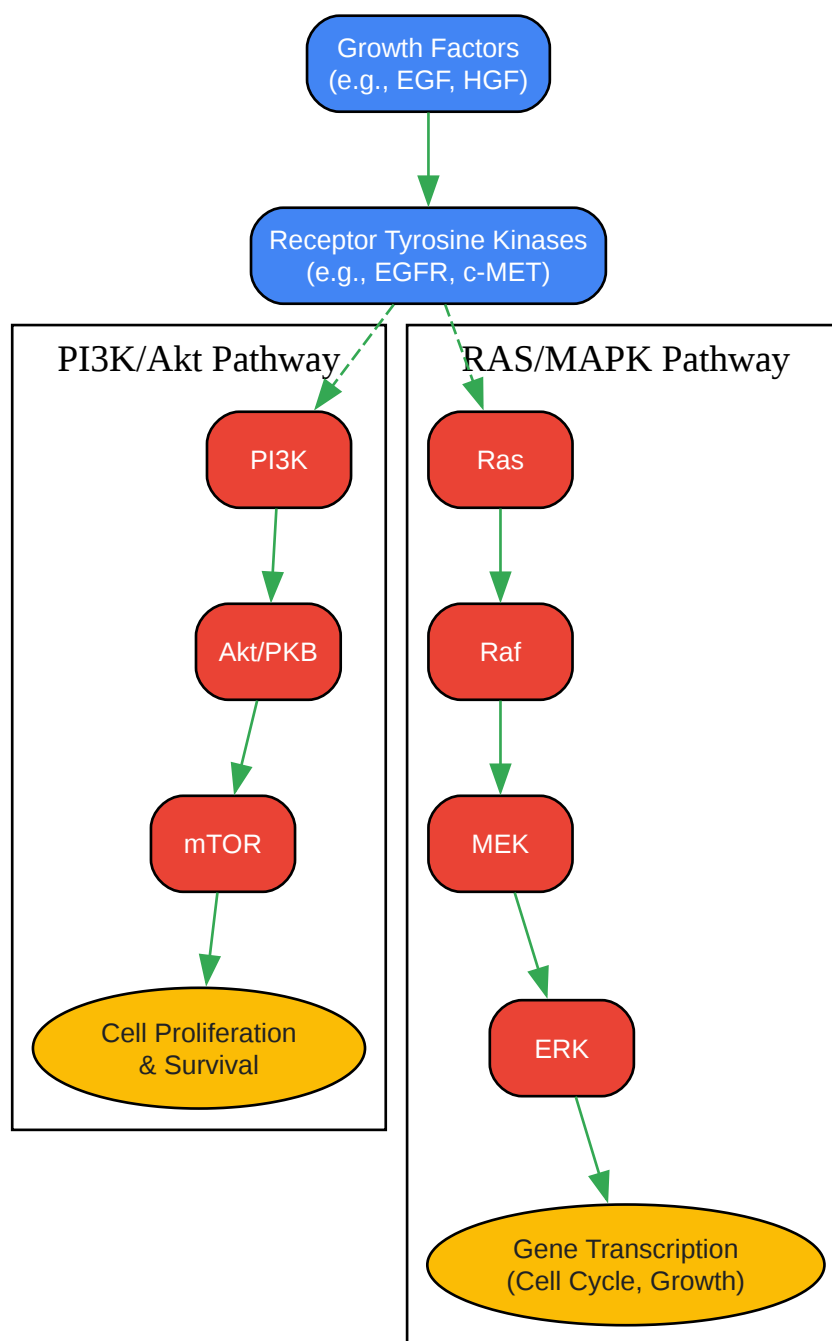 Growth Factors
(e.g., EGF, HGF)
Receptor Tyrosine Kinases
(e.g., EGFR, c-MET)
PI3K/Akt Pathway
PI3K
Akt/PKB
mTOR
Cell Proliferation
& Survival
RAS/MAPK Pathway
Ras
Raf
MEK
ERK
Gene Transcription
(Cell Cycle, Growth)